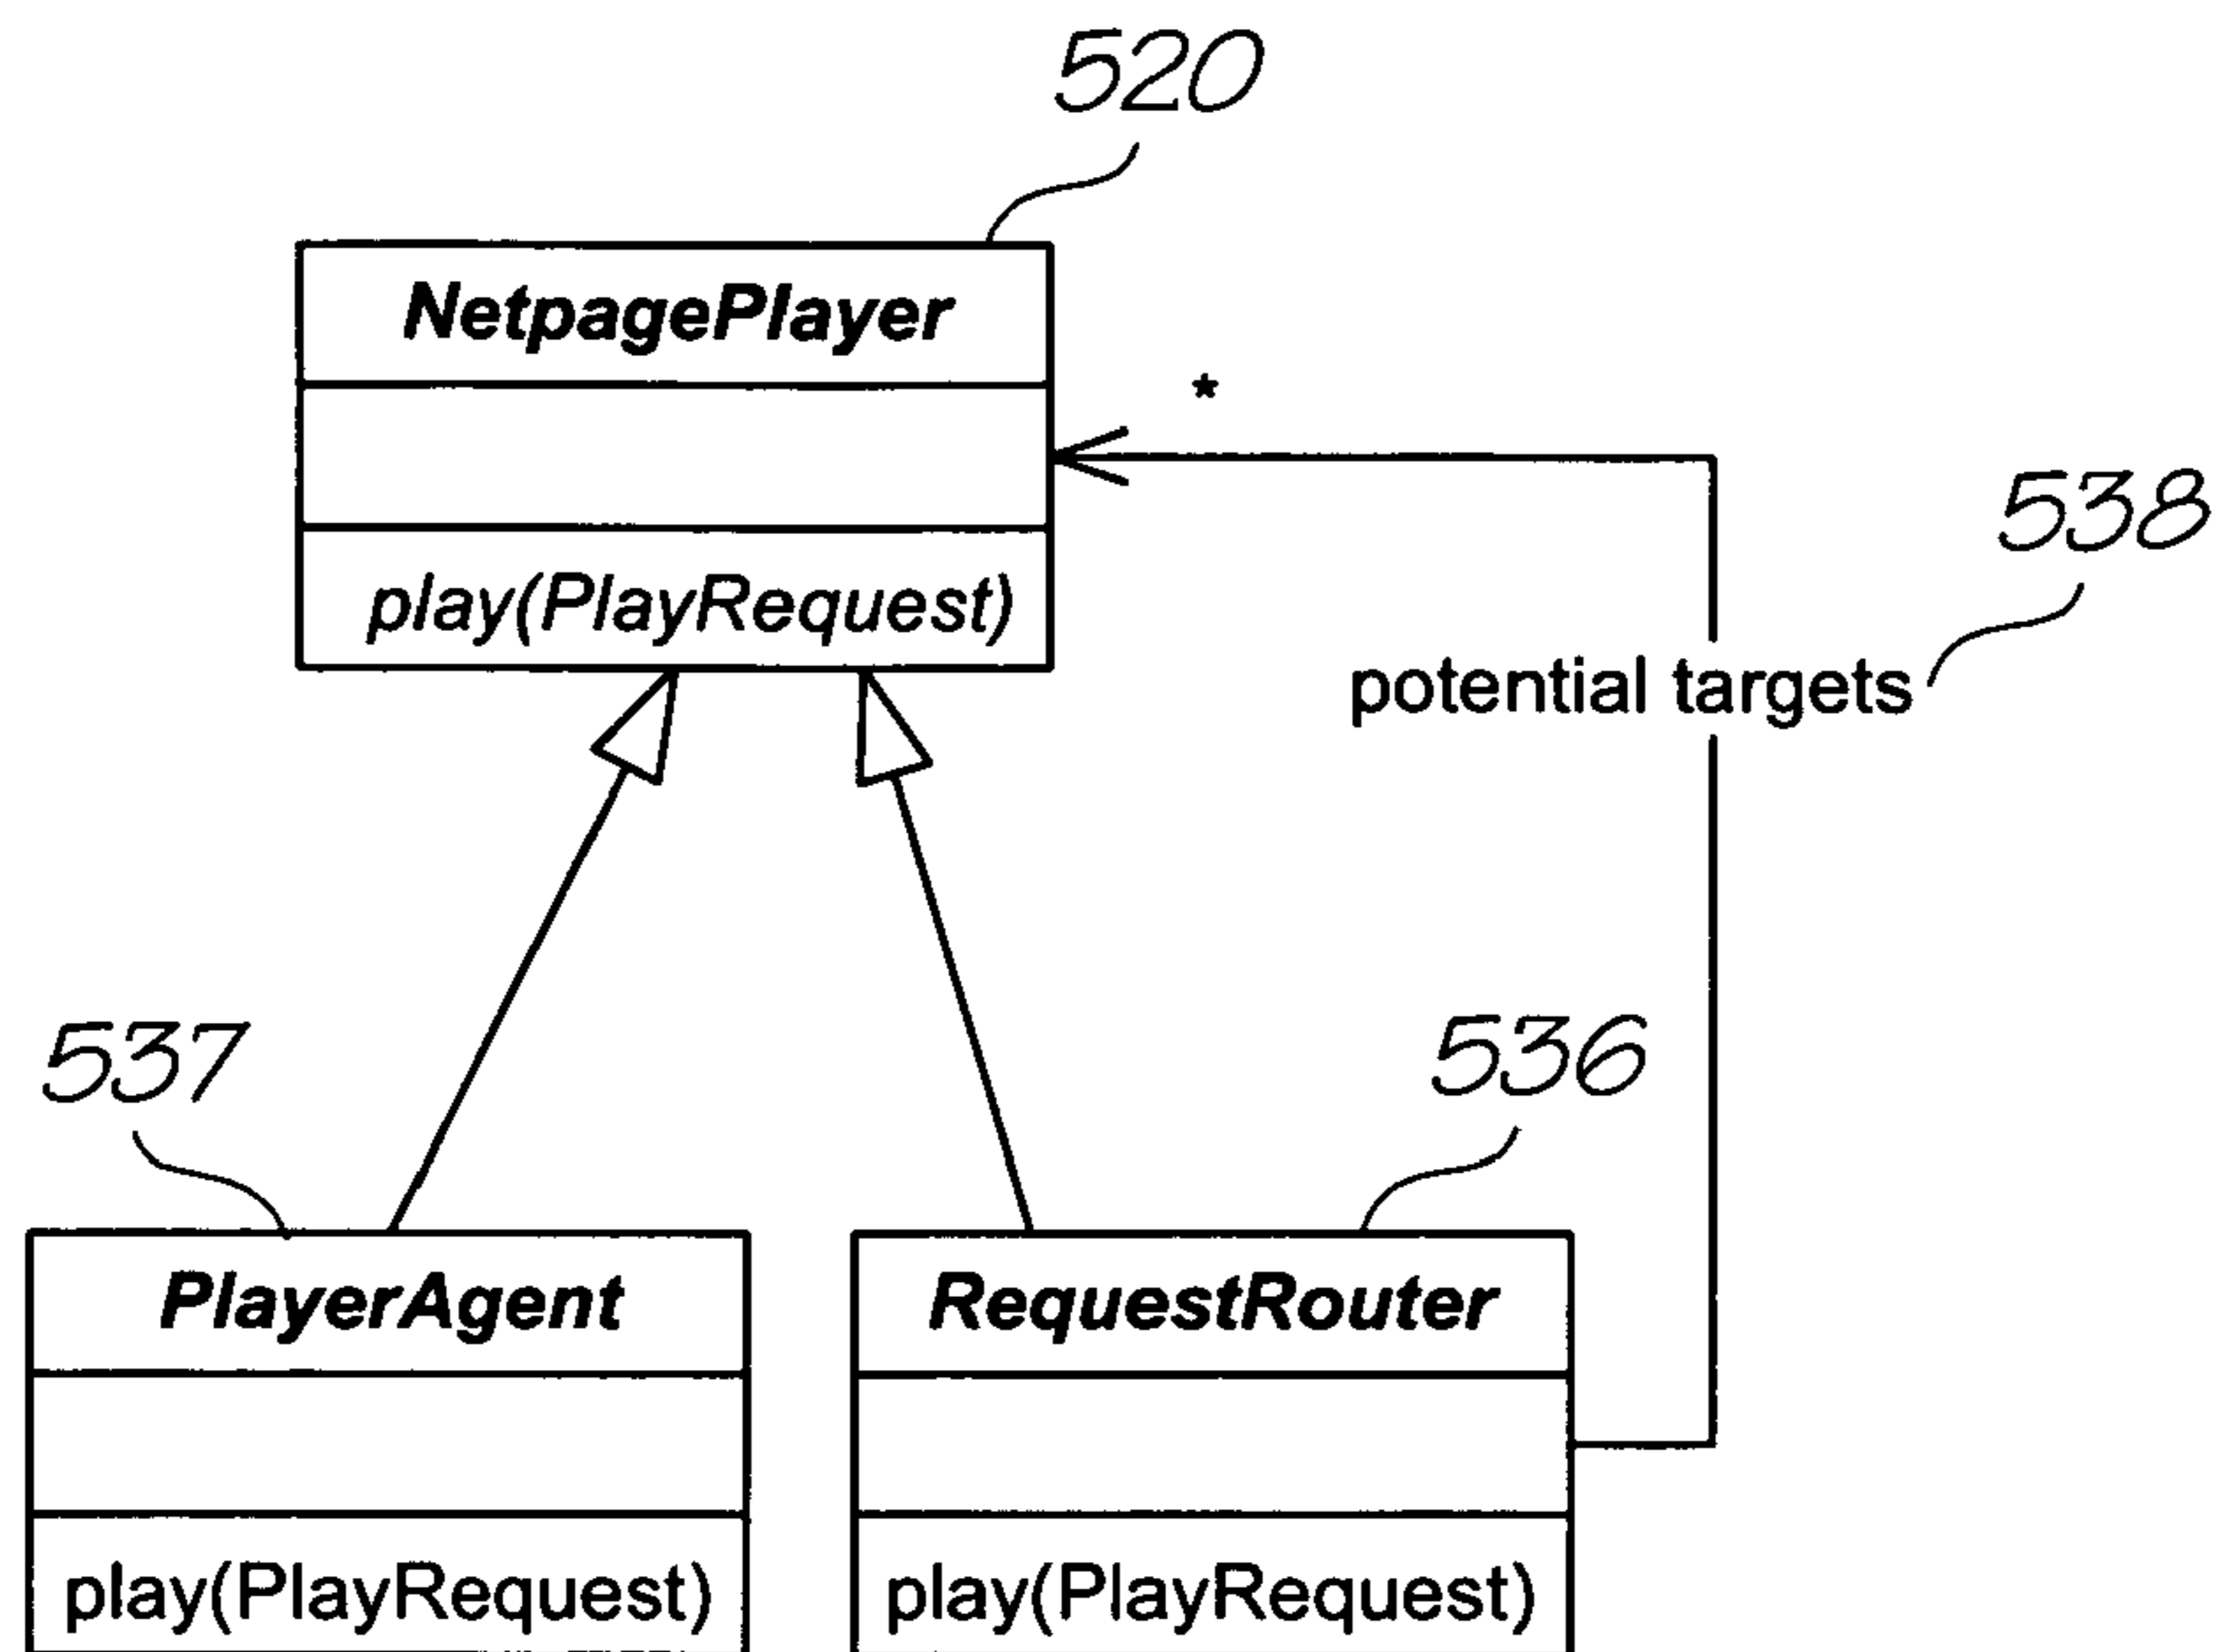 520
NetpagePlayer
*
play(PlayRequest)
538
potential targets
537
536
PlayerAgent
RequestRouter
play(PlayRequest)
play(PlayRequest)